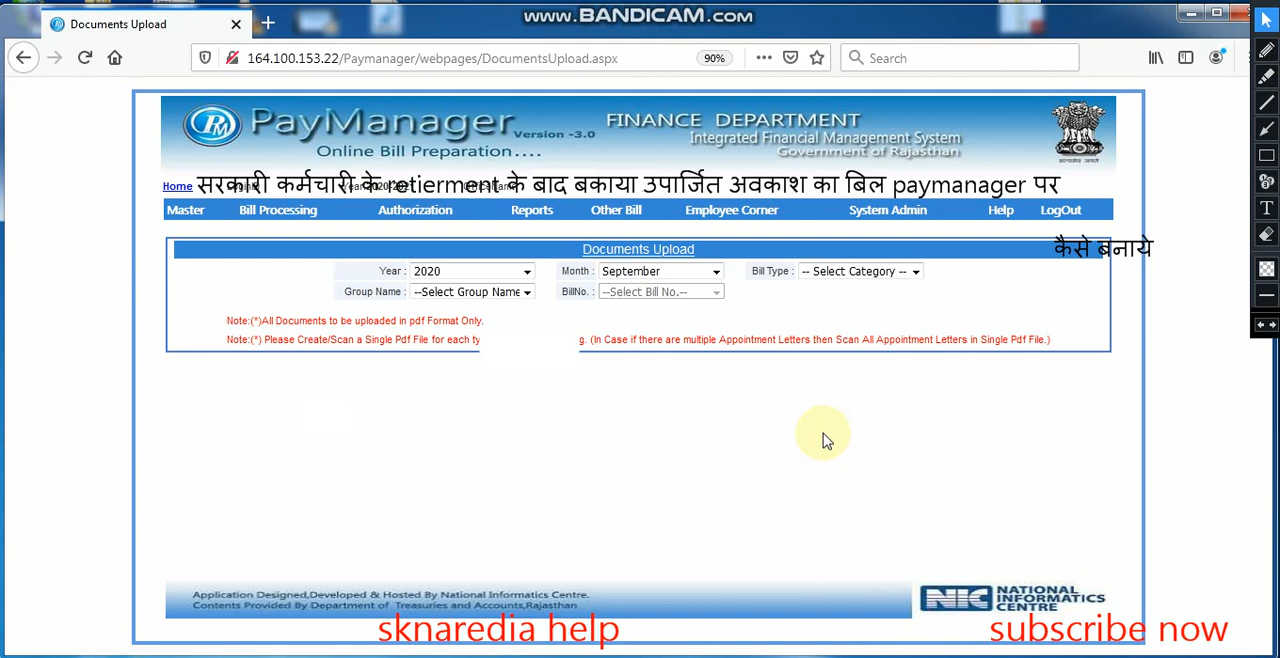 Documents Upload
www.BANDICAM.com
164.100.153.22/Paymanager/webpages/DocumentsUpload.aspx
90%
Search
PM PayManager Version -3.0
Online Bill Preparation....
FINANCE DEPARTMENT
Integrated Financial Management System
Government of Rajasthan
Home
सरकारी कर्मचारी के retierment के बाद बकाया उपार्जित अवकाश का बिल paymanager पर
कैसे बनाये
Master Bill Processing Authorization Reports Other Bill Employee Corner System Admin Help LogOut
Documents Upload
Year : 2020 Month : September Bill Type : -- Select Category --
Group Name : --Select Group Name BillNo. : --Select Bill No.--
Note:(*)All Documents to be uploaded in pdf Format Only.
Note:(*) Please Create/Scan a Single Pdf File for each ty g. (In Case if there are multiple Appointment Letters then Scan All Appointment Letters in Single Pdf File.)
Application Designed,Developed & Hosted By National Informatics Centre.
Contents Provided By Department of Treasuries and Accounts,Rajasthan
NIC NATIONAL
INFORMATICS
CENTRE
sknaredia help
subscribe now